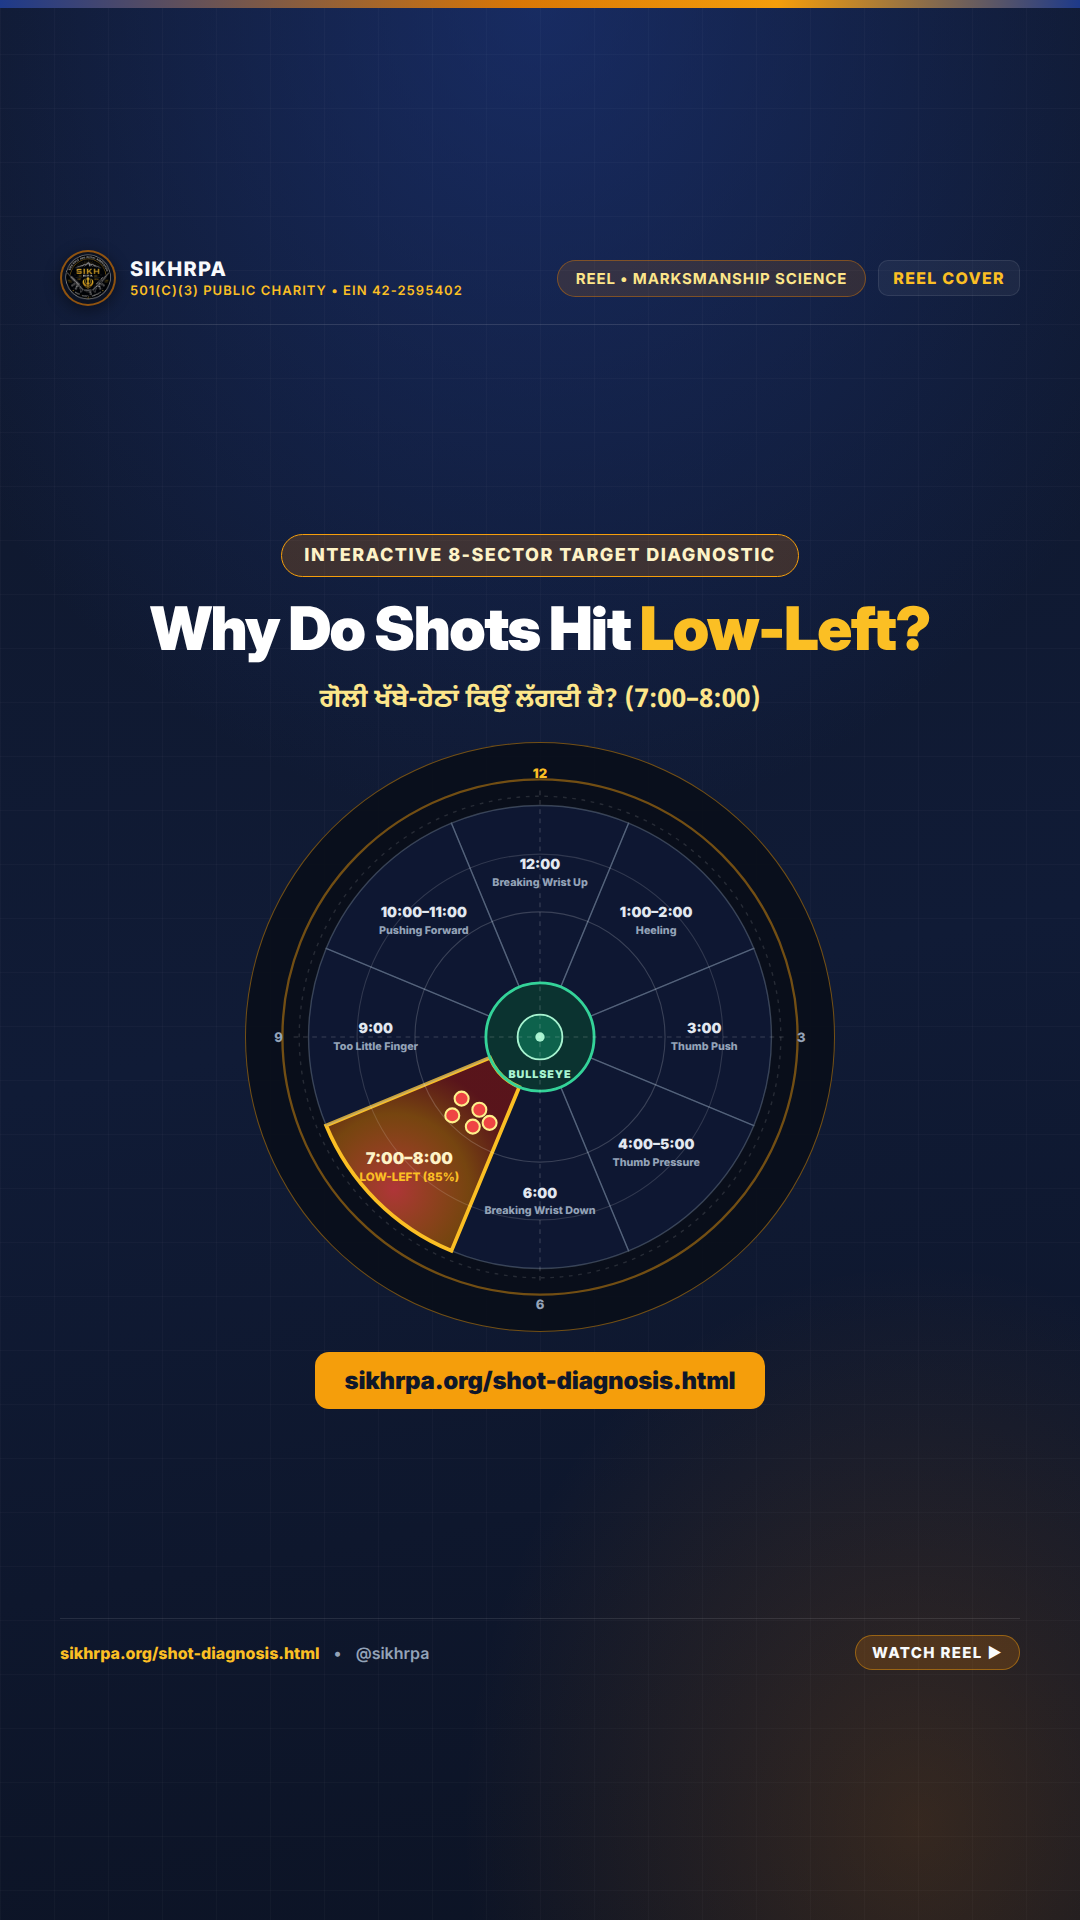 SIKH
SIKHRPA
501(C)(3) PUBLIC CHARITY • EIN 42-2595402
REEL • MARKSMANSHIP SCIENCE
REEL COVER
INTERACTIVE 8-SECTOR TARGET DIAGNOSTIC
Why Do Shots Hit Low-Left?
ਗੋਲੀ ਖੱਬੇ-ਹੇਠਾਂ ਕਿਉਂ ਲੱਗਦੀ ਹੈ? (7:00–8:00)
12
12:00
Breaking Wrist Up
10:00–11:00
Pushing Forward
1:00–2:00
Heeling
9
9:00
Too Little Finger
3:00
Thumb Push
3
BULLSEYE
7:00–8:00
LOW-LEFT (85%)
4:00–5:00
Thumb Pressure
6:00
Breaking Wrist Down
6
sikhrpa.org/shot-diagnosis.html
sikhrpa.org/shot-diagnosis.html • @sikhrpa
WATCH REEL ▶